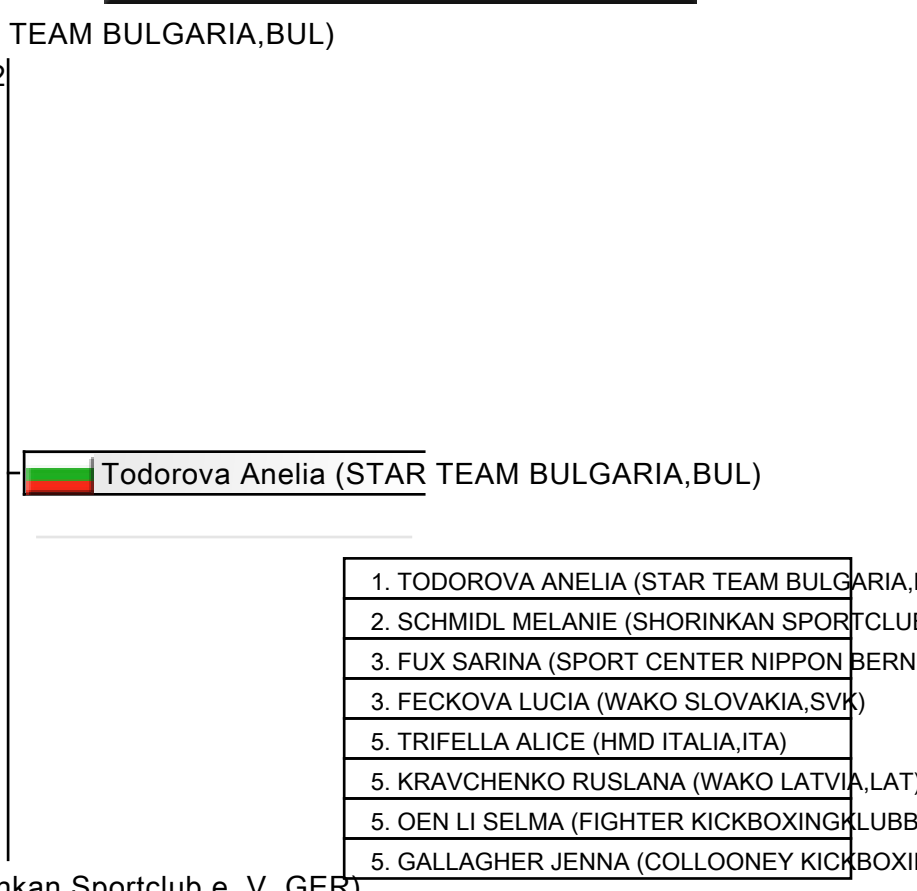 TEAM BULGARIA,BUL)
2
Todorova Anelia (STAR TEAM BULGARIA,BUL)
1. TODOROVA ANELIA (STAR TEAM BULGARIA,
2. SCHMIDL MELANIE (SHORINKAN SPORTCLUB
3. FUX SARINA (SPORT CENTER NIPPON BERN
3. FECKOVA LUCIA (WAKO SLOVAKIA,SVK)
5. TRIFELLA ALICE (HMD ITALIA,ITA)
5. KRAVCHENKO RUSLANA (WAKO LATVIA,LAT)
5. OEN LI SELMA (FIGHTER KICKBOXINGKLUBB
5. GALLAGHER JENNA (COLLOONEY KICKBOXI
nkan Sportclub e. V.,GER)